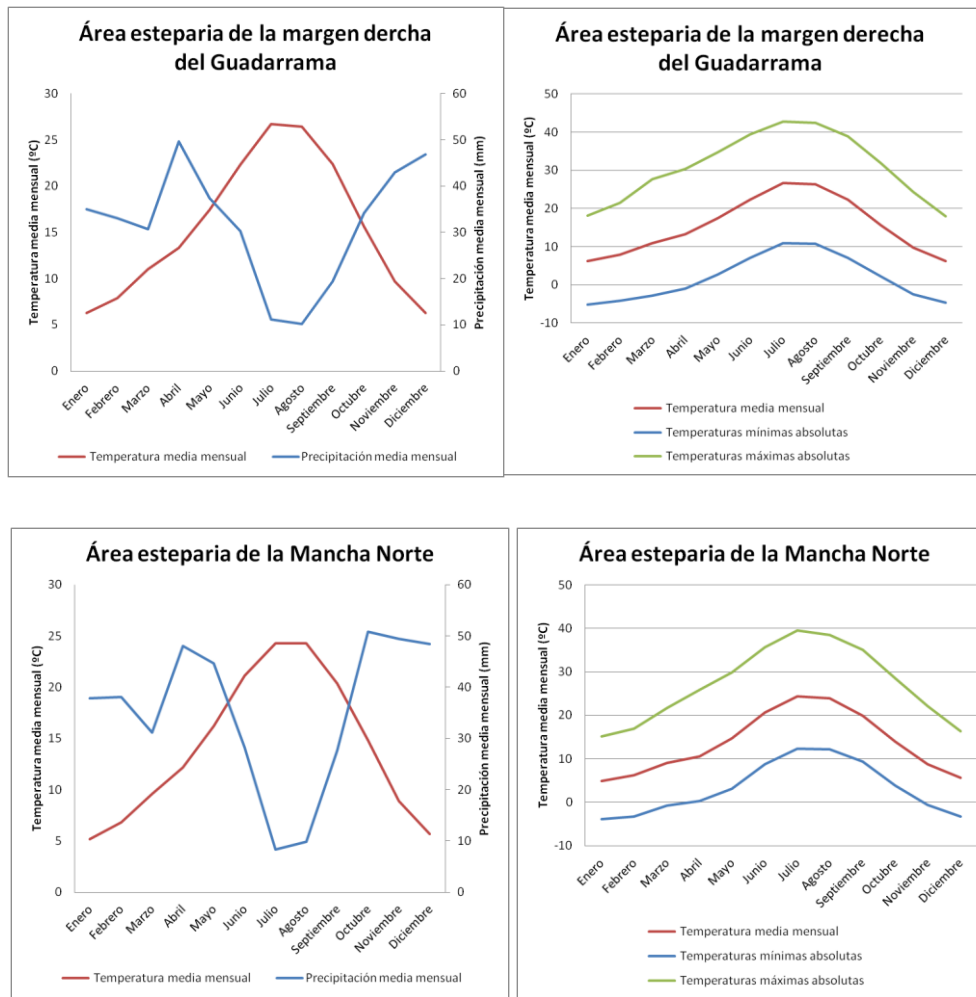 Área esteparia de la margen dercha
del Guadarrama
Temperatura media mensual (ºC)
30
25
20
15
10
5
0
60
50
40
30
20
10
0
Precipitación media mensual (mm)
Enero
Febrero
Marzo
Abril
Mayo
Junio
Julio
Agosto
Septiembre
Octubre
Noviembre
Diciembre
Temperatura media mensual
Precipitación media mensual
Área esteparia de la margen derecha
del Guadarrama
Temperatura media mensual (ºC)
50
40
30
20
10
0
-10
Enero
Febrero
Marzo
Abril
Mayo
Junio
Julio
Agosto
Septiembre
Octubre
Noviembre
Diciembre
Temperatura media mensual
Temperaturas mínimas absolutas
Temperaturas máximas absolutas
Área esteparia de la Mancha Norte
Temperatura media mensual (ºC)
30
25
20
15
10
5
0
60
50
40
30
20
10
0
Precipitación media mensual (mm)
Enero
Febrero
Marzo
Abril
Mayo
Junio
Julio
Agosto
Septiembre
Octubre
Noviembre
Diciembre
Temperatura media mensual
Precipitación media mensual
Área esteparia de la Mancha Norte
Temperatura media mensual (ºC)
50
40
30
20
10
0
-10
Enero
Febrero
Marzo
Abril
Mayo
Junio
Julio
Agosto
Septiembre
Octubre
Noviembre
Diciembre
Temperatura media mensual
Temperaturas mínimas absolutas
Temperaturas máximas absolutas